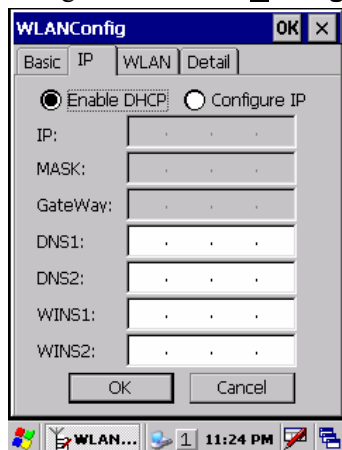 WLANConfig OK ×
Basic IP WLAN Detail
Enable DHCP Configure IP
IP: . . .
MASK: . . .
GateWay: . . .
DNS1: . . .
DNS2: . . .
WINS1: . . .
WINS2: . . .
OK Cancel
WLAN... 1 11:24 PM